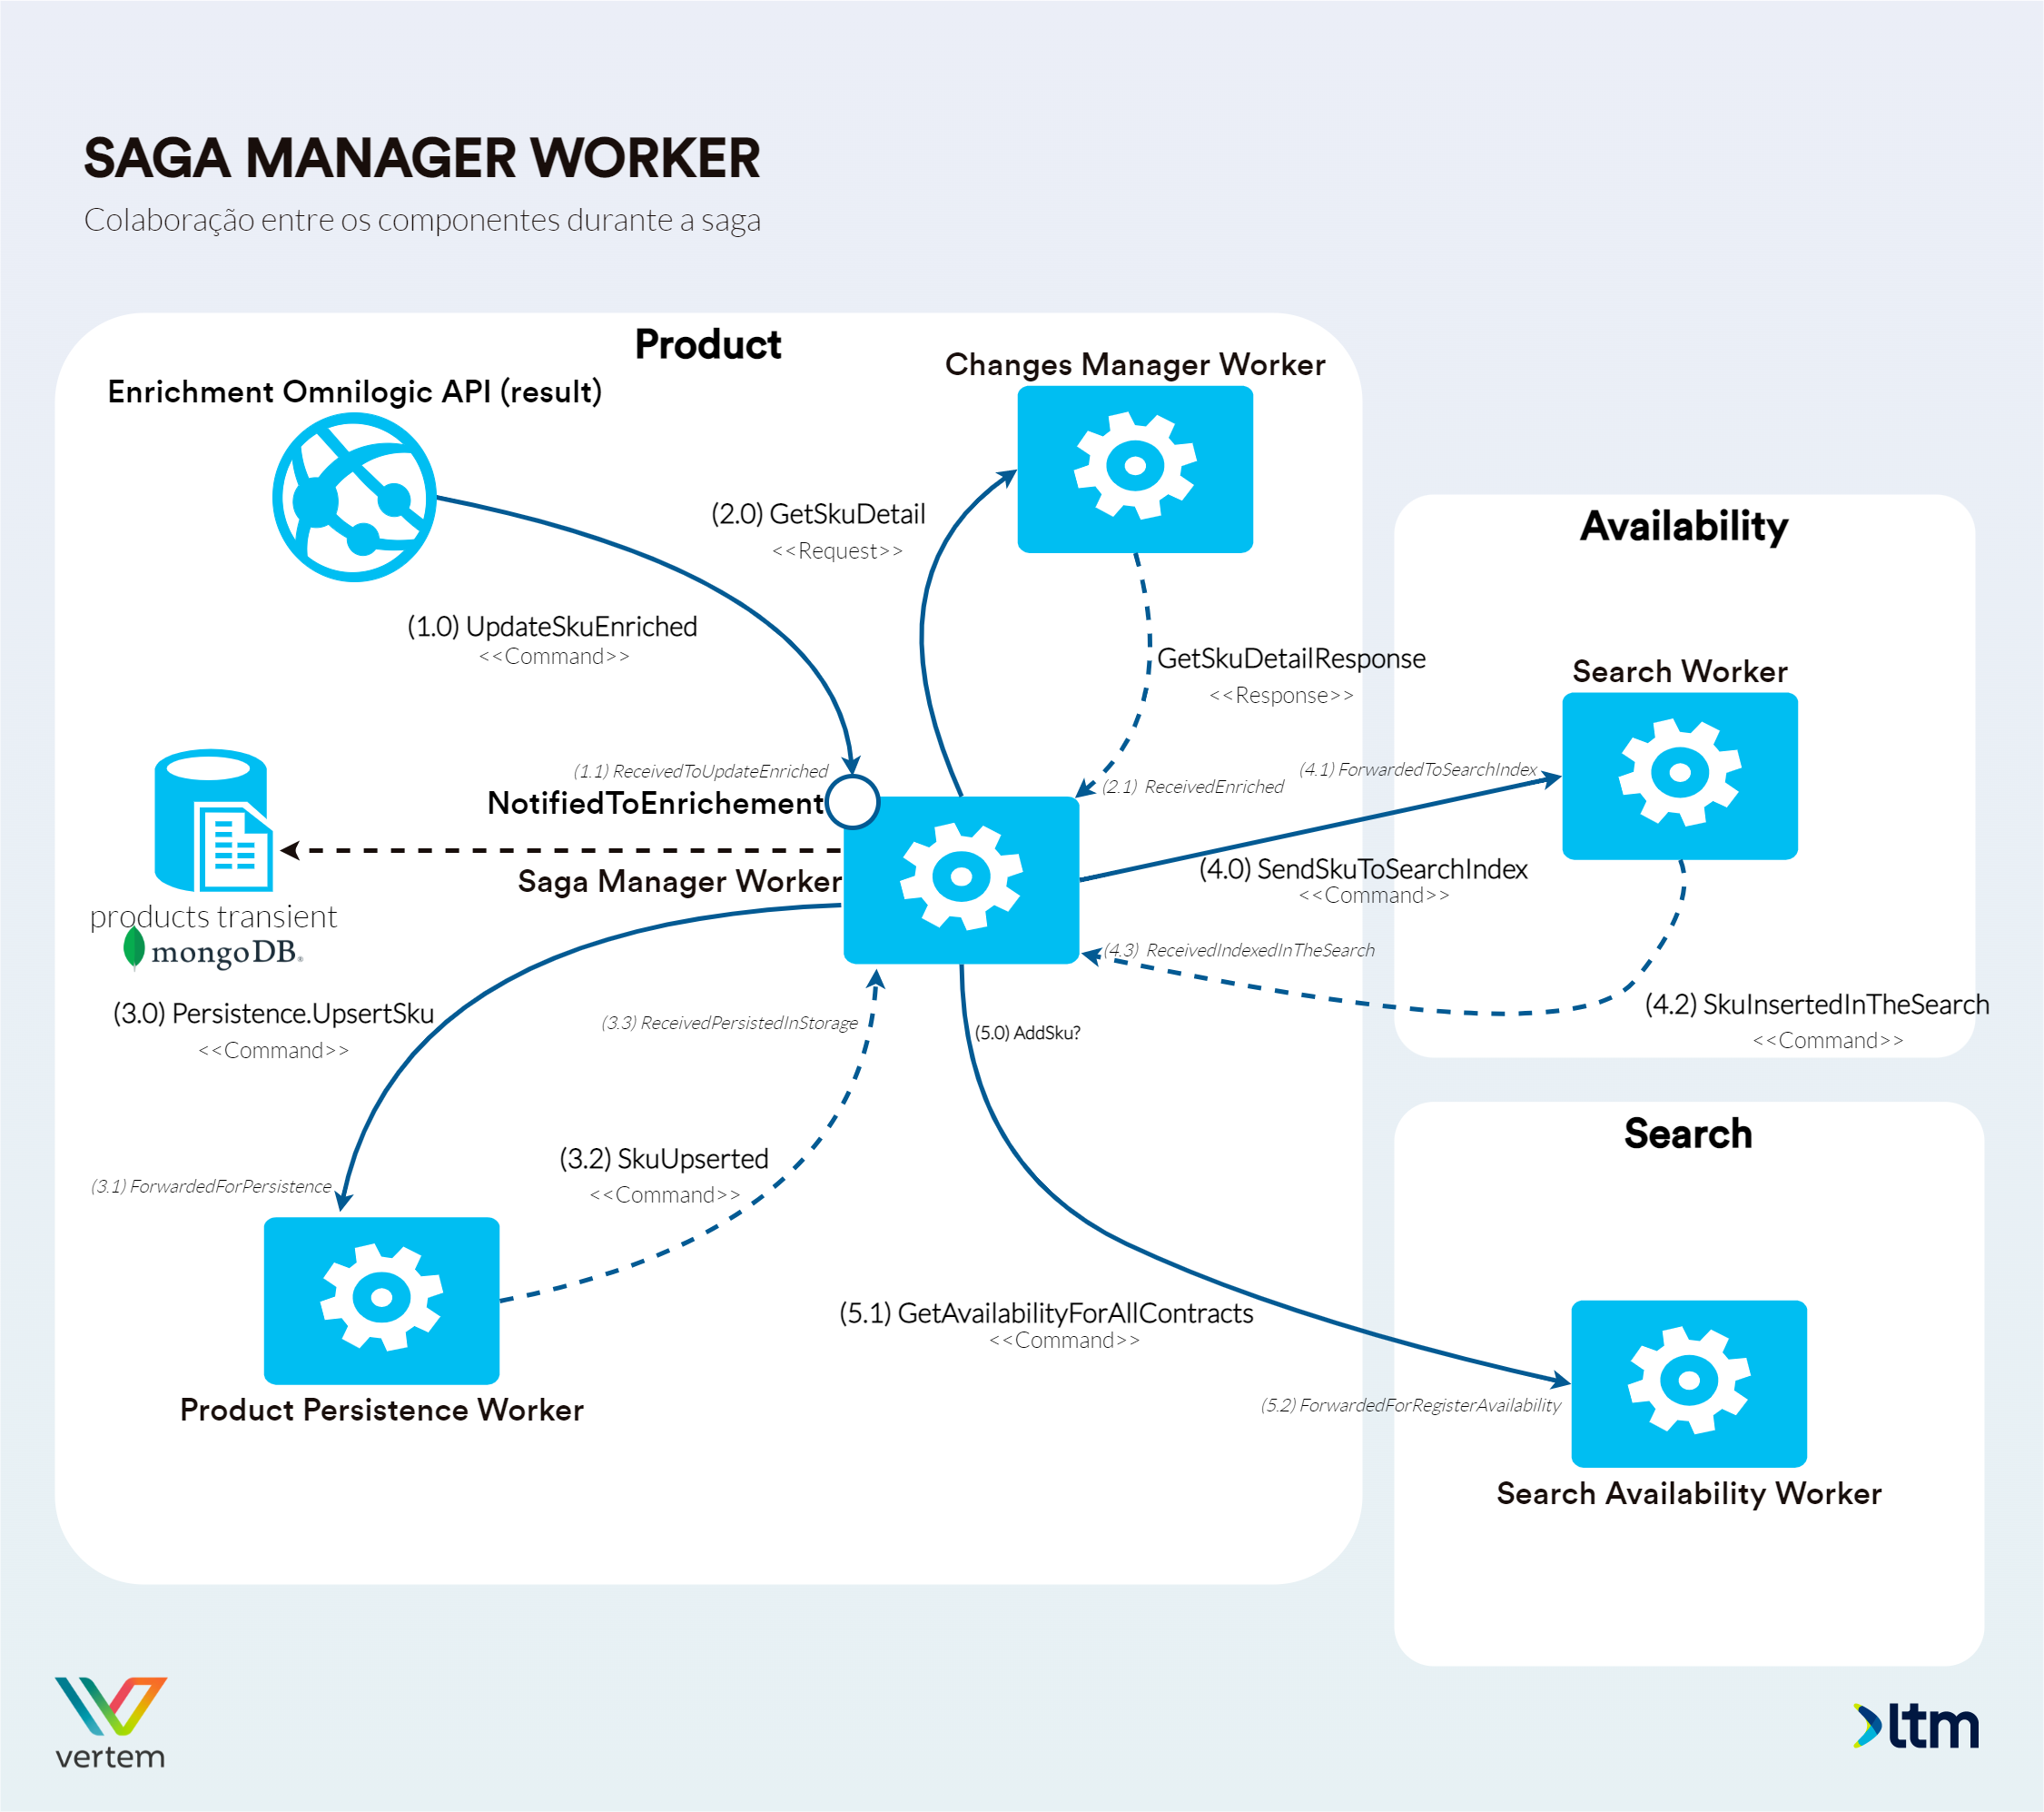 SAGA MANAGER WORKER
Colaboração entre os componentes durante a saga
Product
Enrichment Omnilogic API (result)
Changes Manager Worker
(2.0) GetSkuDetail
<<Request>>
(1.0) UpdateSkuEnriched
<<Command>>
GetSkuDetailResponse
<<Response>>
(1.1) ReceivedToUpdateEnriched
NotifiedToEnrichement
(2.1) ReceivedEnriched
Saga Manager Worker
products transient
mongoDB®
(3.0) Persistence.UpsertSku
<<Command>>
(3.3) ReceivedPersistedInStorage
(3.1) ForwardedForPersistence
(3.2) SkuUpserted
<<Command>>
Product Persistence Worker
Availability
Search Worker
(4.1) ForwardedToSearchIndex
(4.0) SendSkuToSearchIndex
<<Command>>
(4.3) ReceivedIndexedInTheSearch
(4.2) SkuInsertedInTheSearch
<<Command>>
(5.0) AddSku?
(5.1) GetAvailabilityForAllContracts
<<Command>>
Search
(5.2) ForwardedForRegisterAvailability
Search Availability Worker
vertem
ltm